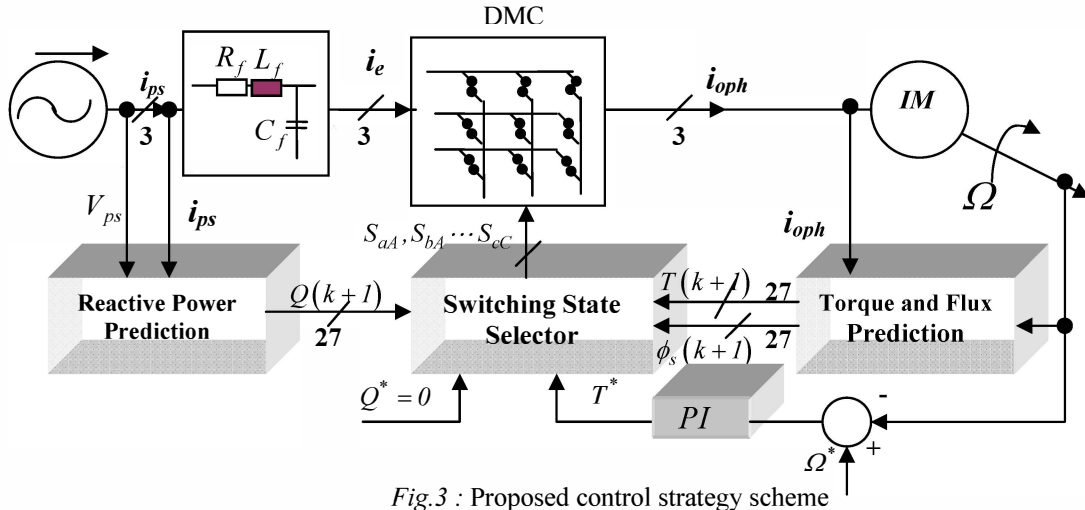 DMC
R_f L_f
C_f
i_ps
3
i_e
3
i_oph
3
IM
Ω
V_ps
i_ps
S_aA, S_bA ⋯ S_cC
i_oph
Reactive Power
Prediction
Q(k+1)
27
Switching State
Selector
T(k+1) 27
ϕ_s(k+1) 27
Torque and Flux
Prediction
Q* =0
T*
PI
-
+
Ω*
Fig.3 : Proposed control strategy scheme